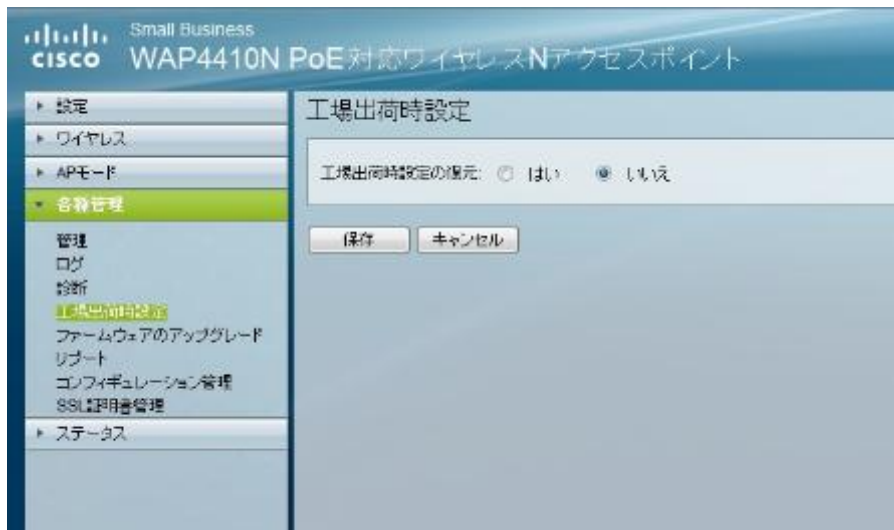 Small Business
CISCO WAP4410N PoE対応ワイヤレスNアクセスポイント
設定
ワイヤレス
APモード
各種管理
管理
ログ
診断
工場出荷時設定
ファームウェアのアップグレード
リブート
コンフィギュレーション管理
SSL証明書管理
ステータス
工場出荷時設定
工場出荷時設定の復元: はい いいえ
保存 キャンセル